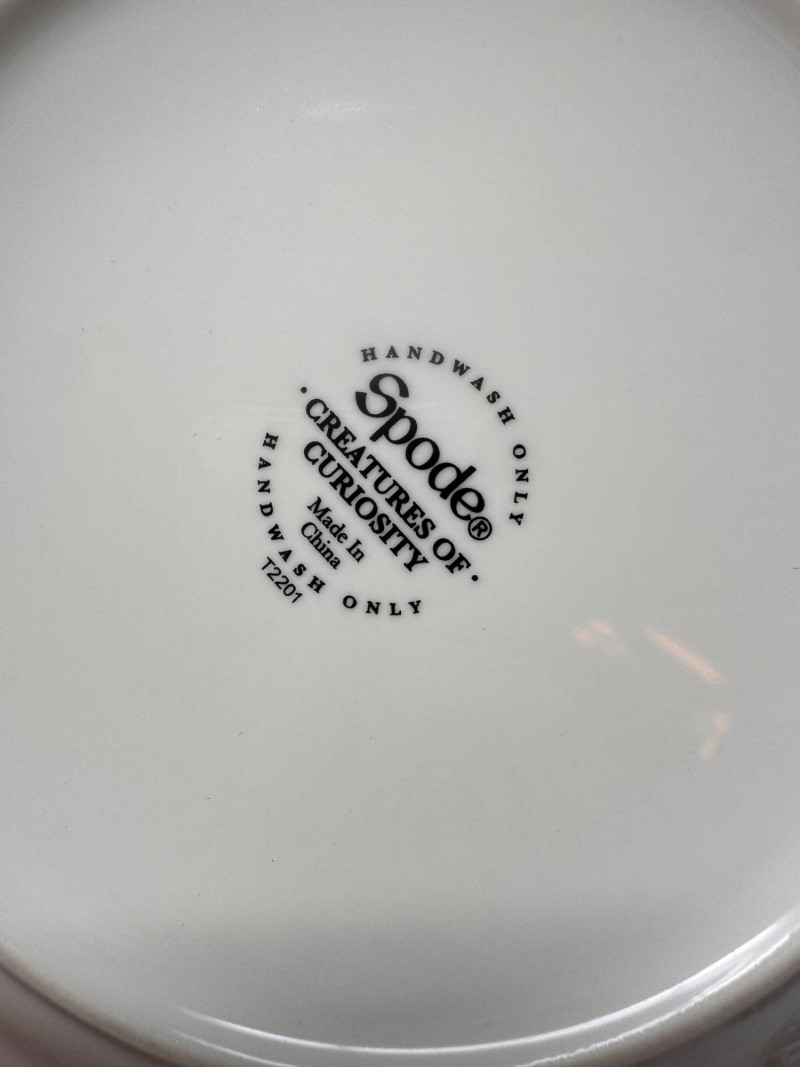 HANDWASH ONLY
Spode®
· CREATURES OF ·
CURIOSITY
Made In
China
HANDWASH ONLY
T2201